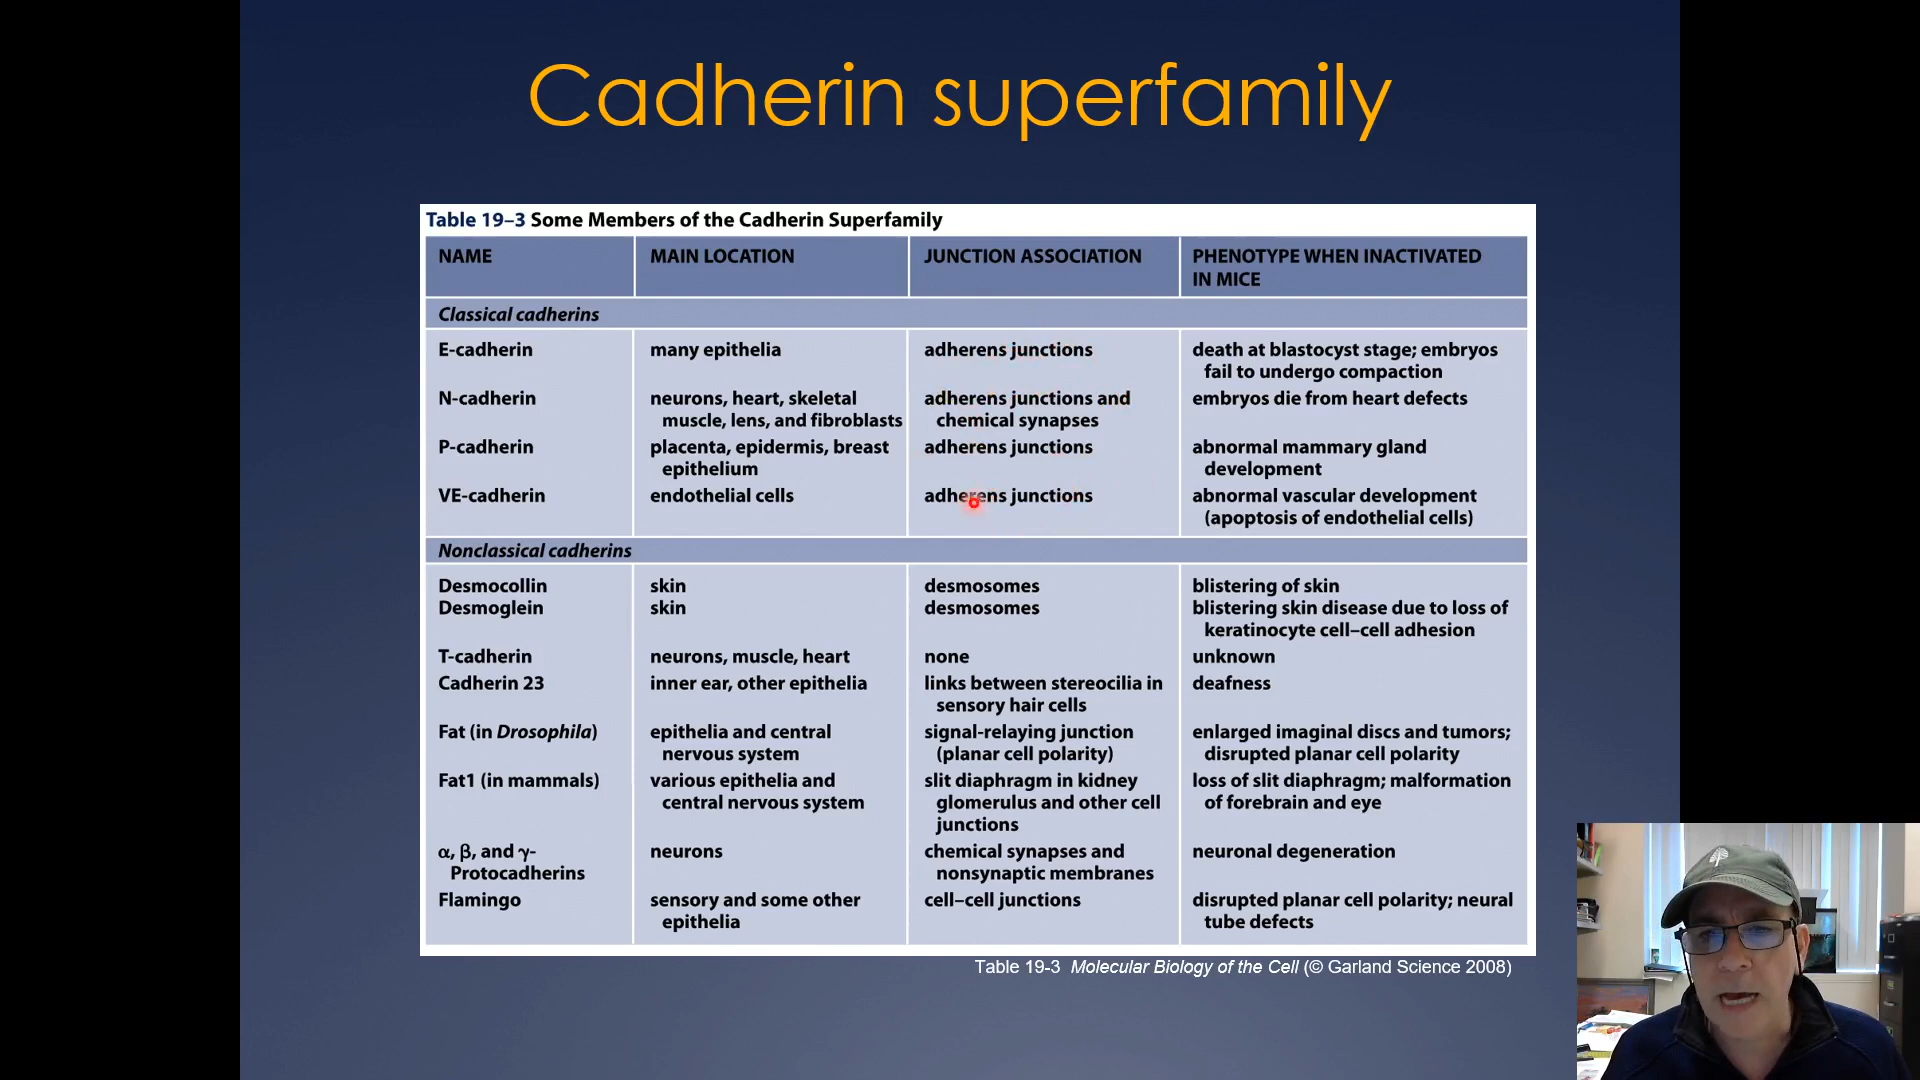 Cadherin superfamily
Table 19–3 Some Members of the Cadherin Superfamily
NAME MAIN LOCATION JUNCTION ASSOCIATION PHENOTYPE WHEN INACTIVATED
IN MICE
Classical cadherins
E-cadherin many epithelia adherens junctions death at blastocyst stage; embryos
fail to undergo compaction
N-cadherin neurons, heart, skeletal adherens junctions and embryos die from heart defects
muscle, lens, and fibroblasts chemical synapses
P-cadherin placenta, epidermis, breast adherens junctions abnormal mammary gland
epithelium development
VE-cadherin endothelial cells adherens junctions abnormal vascular development
(apoptosis of endothelial cells)
Nonclassical cadherins
Desmocollin skin desmosomes blistering of skin
Desmoglein skin desmosomes blistering skin disease due to loss of
keratinocyte cell–cell adhesion
T-cadherin neurons, muscle, heart none unknown
Cadherin 23 inner ear, other epithelia links between stereocilia in deafness
sensory hair cells
Fat (in Drosophila) epithelia and central signal-relaying junction enlarged imaginal discs and tumors;
nervous system (planar cell polarity) disrupted planar cell polarity
Fat1 (in mammals) various epithelia and slit diaphragm in kidney loss of slit diaphragm; malformation
central nervous system glomerulus and other cell of forebrain and eye
junctions
α, β, and γ- neurons chemical synapses and neuronal degeneration
Protocadherins nonsynaptic membranes
Flamingo sensory and some other cell–cell junctions disrupted planar cell polarity; neural
epithelia tube defects
Table 19-3 Molecular Biology of the Cell (© Garland Science 2008)